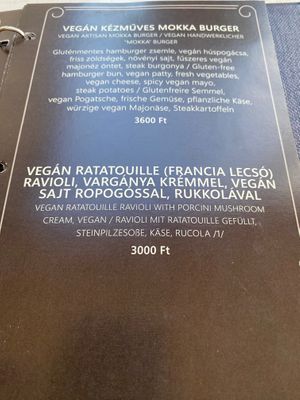 VEGÁN KÉZMŰVES MOKKA BURGER
VEGAN ARTISAN MOKKA BURGER / VEGAN HANDWERKLICHER
"MOKKA" BURGER
Gluténmentes hamburger zsemle, vegán húspogácsa,
friss zöldségek, növényi sajt, fűszeres vegán
majonéz öntet, steak burgonya / Gluten-free
hamburger bun, vegan patty, fresh vegetables,
vegan cheese, spicy vegan mayo,
steak potatoes / Glutenfreire Semmel,
vegan Pogatsche, frische Gemüse, pflanzliche Käse,
würzige vegan Majonäse, Steakkartoffeln
3600 Ft
VEGÁN RATATOUILLE (FRANCIA LECSÓ)
RAVIOLI, VARGÁNYA KRÉMMEL, VEGÁN
SAJT ROPOGÓSSAL, RUKKOLÁVAL
VEGAN RATATOUILLE RAVIOLI WITH PORCINI MUSHROOM
CREAM, VEGAN / RAVIOLI MIT RATATOUILLE GEFÜLLT,
STEINPILZESOẞE, KÄSE, RUCOLA /1/
3000 Ft